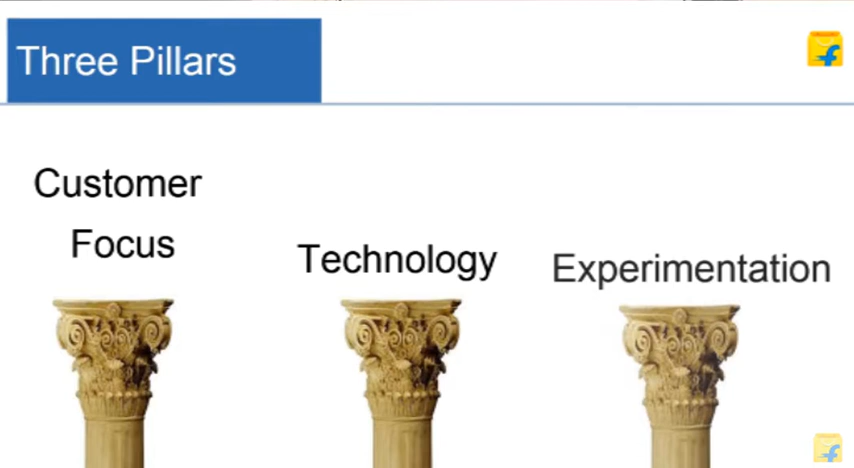 Three Pillars
Customer
Focus
Technology
Experimentation